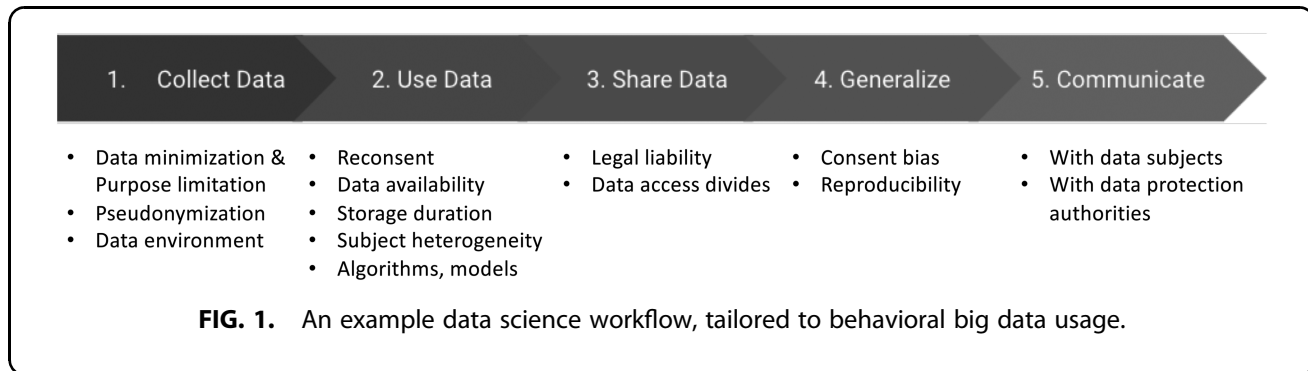 1. Collect Data
2. Use Data
3. Share Data
4. Generalize
5. Communicate
• Data minimization &
Purpose limitation
• Pseudonymization
• Data environment
• Reconsent
• Data availability
• Storage duration
• Subject heterogeneity
• Algorithms, models
• Legal liability
• Data access divides
• Consent bias
• Reproducibility
• With data subjects
• With data protection
authorities
FIG. 1. An example data science workflow, tailored to behavioral big data usage.